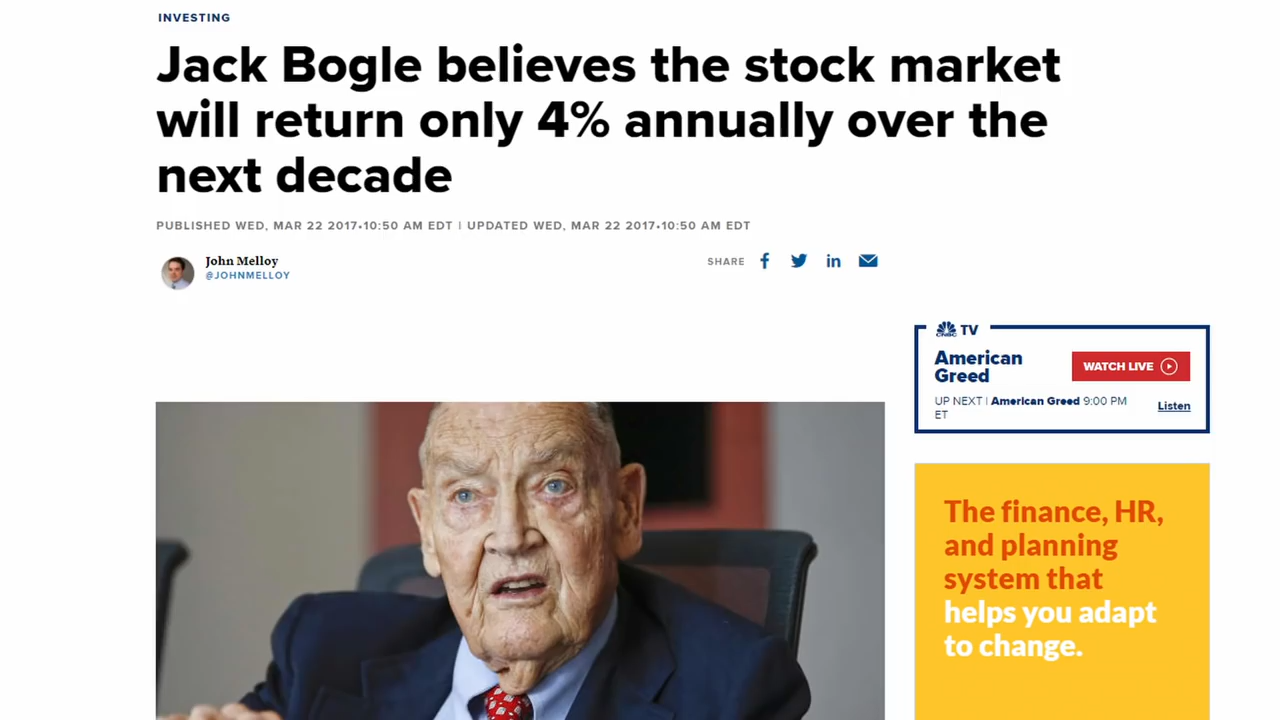 INVESTING
Jack Bogle believes the stock market
will return only 4% annually over the
next decade
PUBLISHED WED, MAR 22 2017•10:50 AM EDT | UPDATED WED, MAR 22 2017•10:50 AM EDT
John Melloy
@JOHNMELLOY
SHARE
CNBC TV
American
Greed
WATCH LIVE
UP NEXT | American Greed 9:00 PM
ET
Listen
The finance, HR,
and planning
system that
helps you adapt
to change.